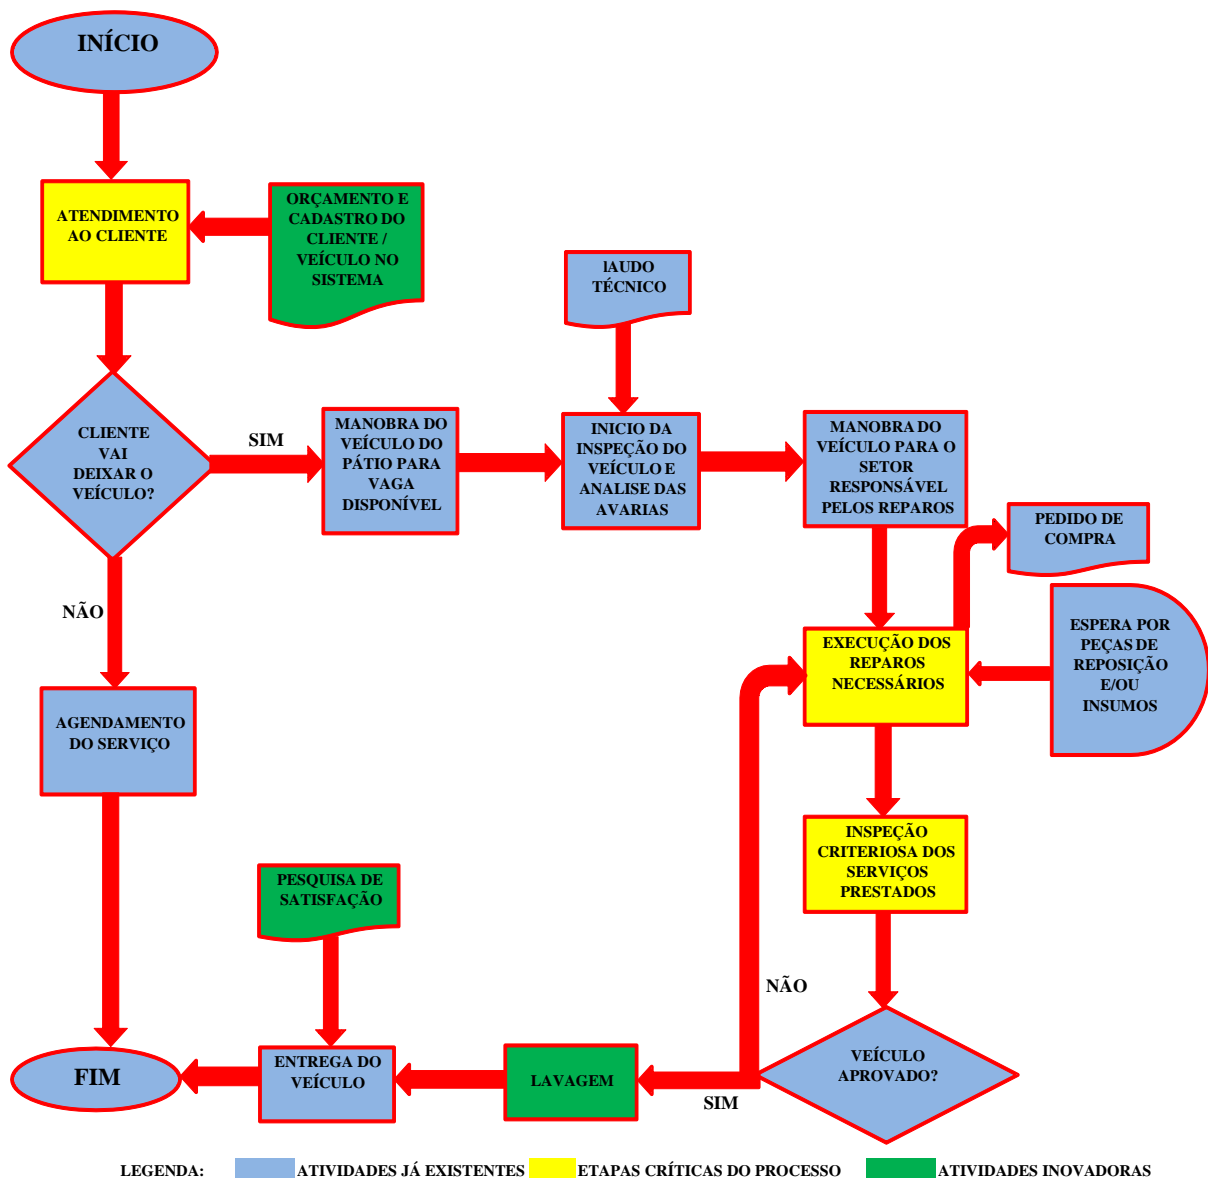 INÍCIO
ATENDIMENTO
AO CLIENTE
ORÇAMENTO E
CADASTRO DO
CLIENTE /
VEÍCULO NO
SISTEMA
lAUDO
TÉCNICO
CLIENTE
VAI
DEIXAR O
VEÍCULO?
SIM
MANOBRA DO
VEÍCULO DO
PÁTIO PARA
VAGA
DISPONÍVEL
INICIO DA
INSPEÇÃO DO
VEÍCULO E
ANALISE DAS
AVARIAS
MANOBRA DO
VEÍCULO PARA O
SETOR
RESPONSÁVEL
PELOS REPAROS
PEDIDO DE
COMPRA
NÃO
EXECUÇÃO DOS
REPAROS
NECESSÁRIOS
ESPERA POR
PEÇAS DE
REPOSIÇÃO
E/OU
INSUMOS
AGENDAMENTO
DO SERVIÇO
INSPEÇÃO
CRITERIOSA DOS
SERVIÇOS
PRESTADOS
PESQUISA DE
SATISFAÇÃO
NÃO
VEÍCULO
APROVADO?
SIM
LAVAGEM
ENTREGA DO
VEÍCULO
FIM
LEGENDA: ATIVIDADES JÁ EXISTENTES ETAPAS CRÍTICAS DO PROCESSO ATIVIDADES INOVADORAS